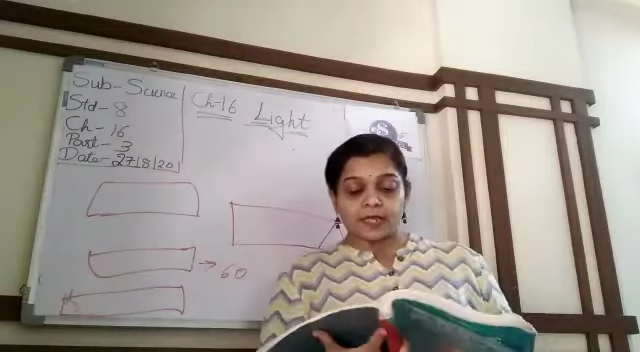 Sub- Science
Std- 8
Ch- 16
Part- 3
Date- 27/8/20
Ch-16 Light
→ 60
S